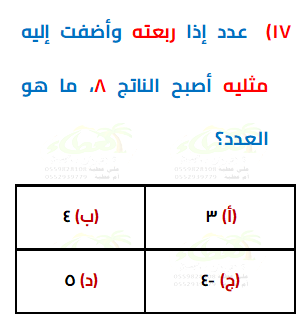 ١٧) عدد إذا ربعته وأضفت إليه
مثليه أصبح الناتج ٨، ما هو
العدد؟
(أ) ٣ (ب) ٤
(ج) -٤ (د) ٥